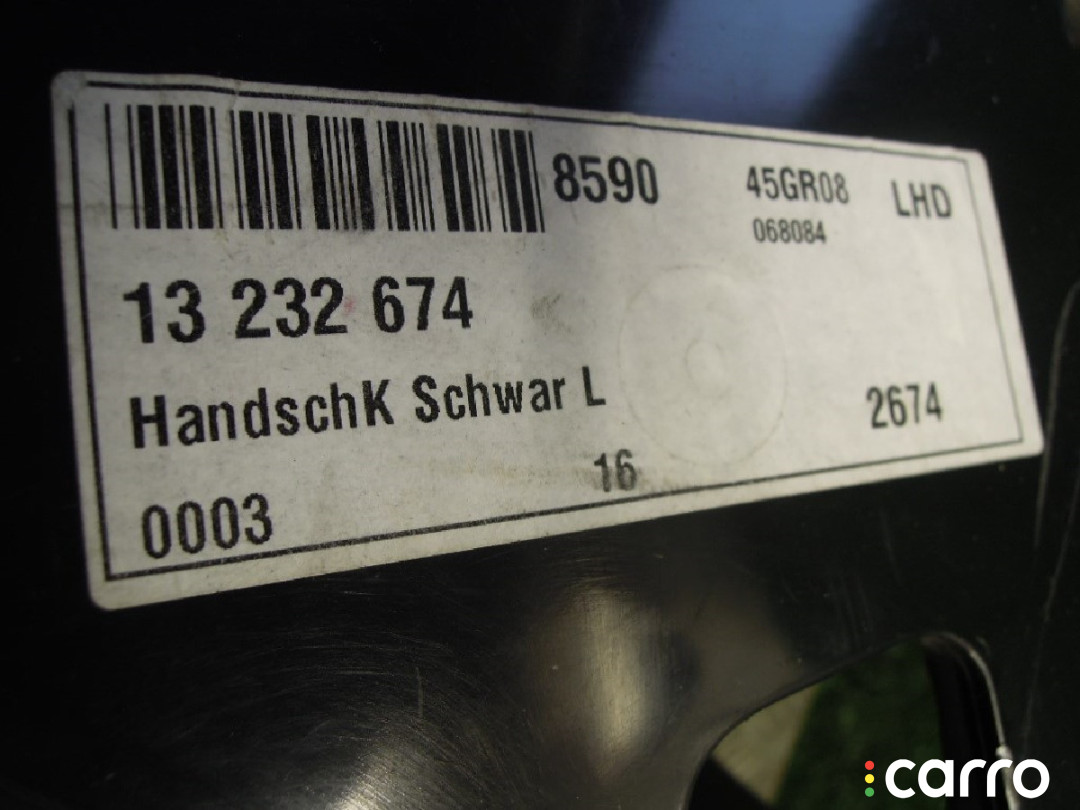 8590 45GR08 LHD
068084
13 232 674
HandschK Schwar L
2674
16
0003
carro